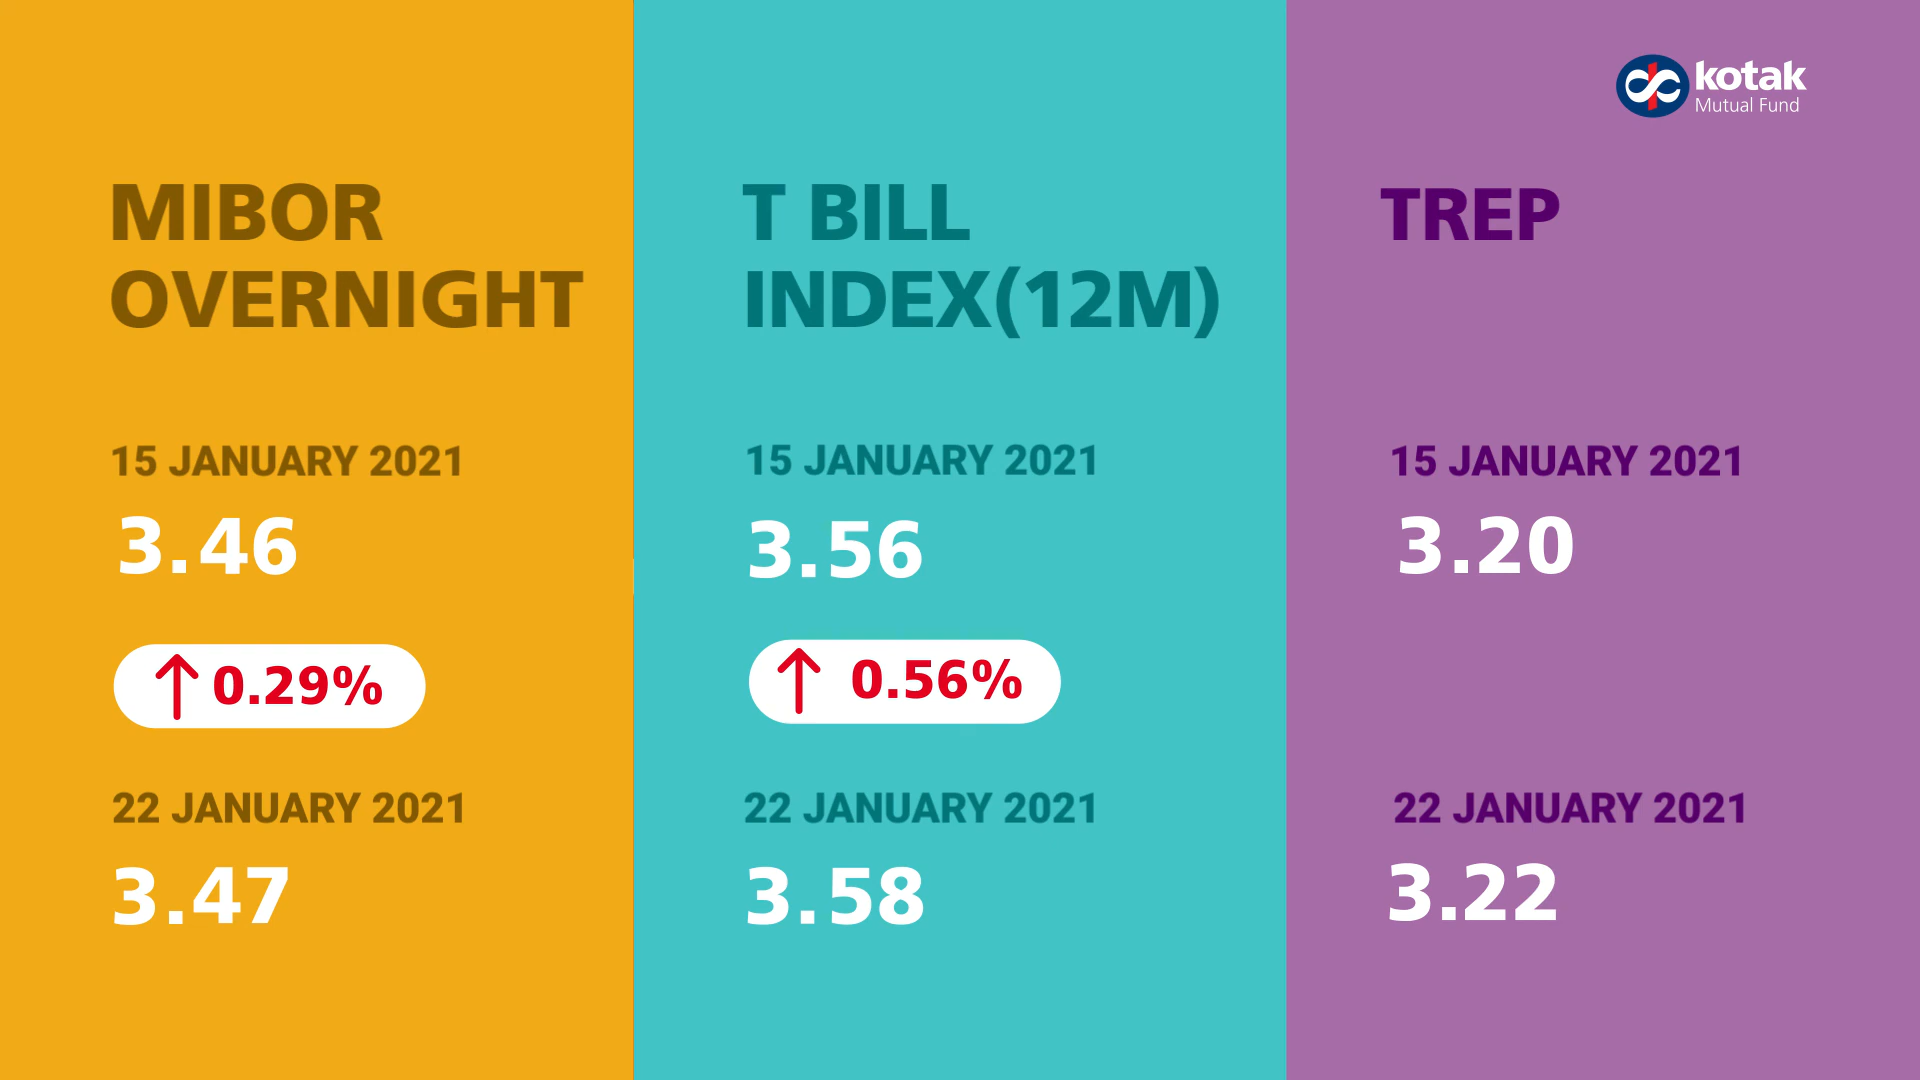 kotak
Mutual Fund
MIBOR
OVERNIGHT
15 JANUARY 2021
3.46
↑ 0.29%
22 JANUARY 2021
3.47
T BILL
INDEX(12M)
15 JANUARY 2021
3.56
↑ 0.56%
22 JANUARY 2021
3.58
TREP
15 JANUARY 2021
3.20
22 JANUARY 2021
3.22